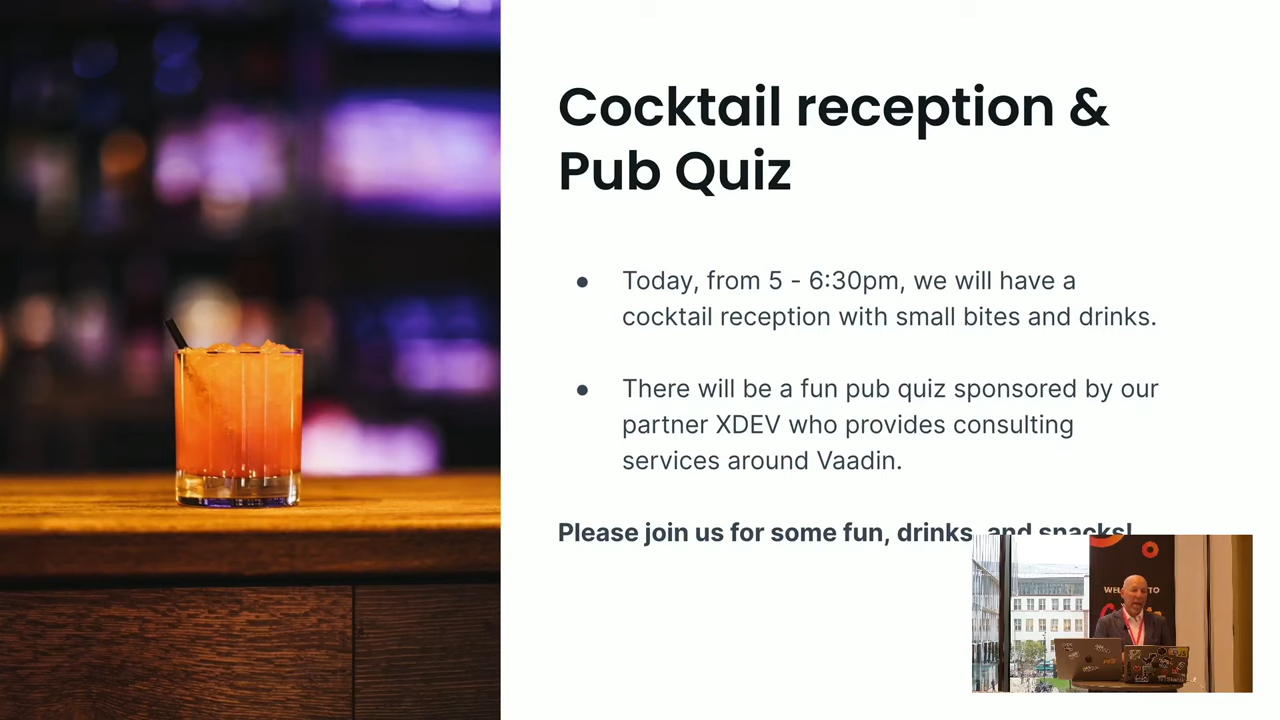 Cocktail reception &
Pub Quiz
● Today, from 5 - 6:30pm, we will have a
cocktail reception with small bites and drinks.
● There will be a fun pub quiz sponsored by our
partner XDEV who provides consulting
services around Vaadin.
Please join us for some fun, drinks, and snacks!